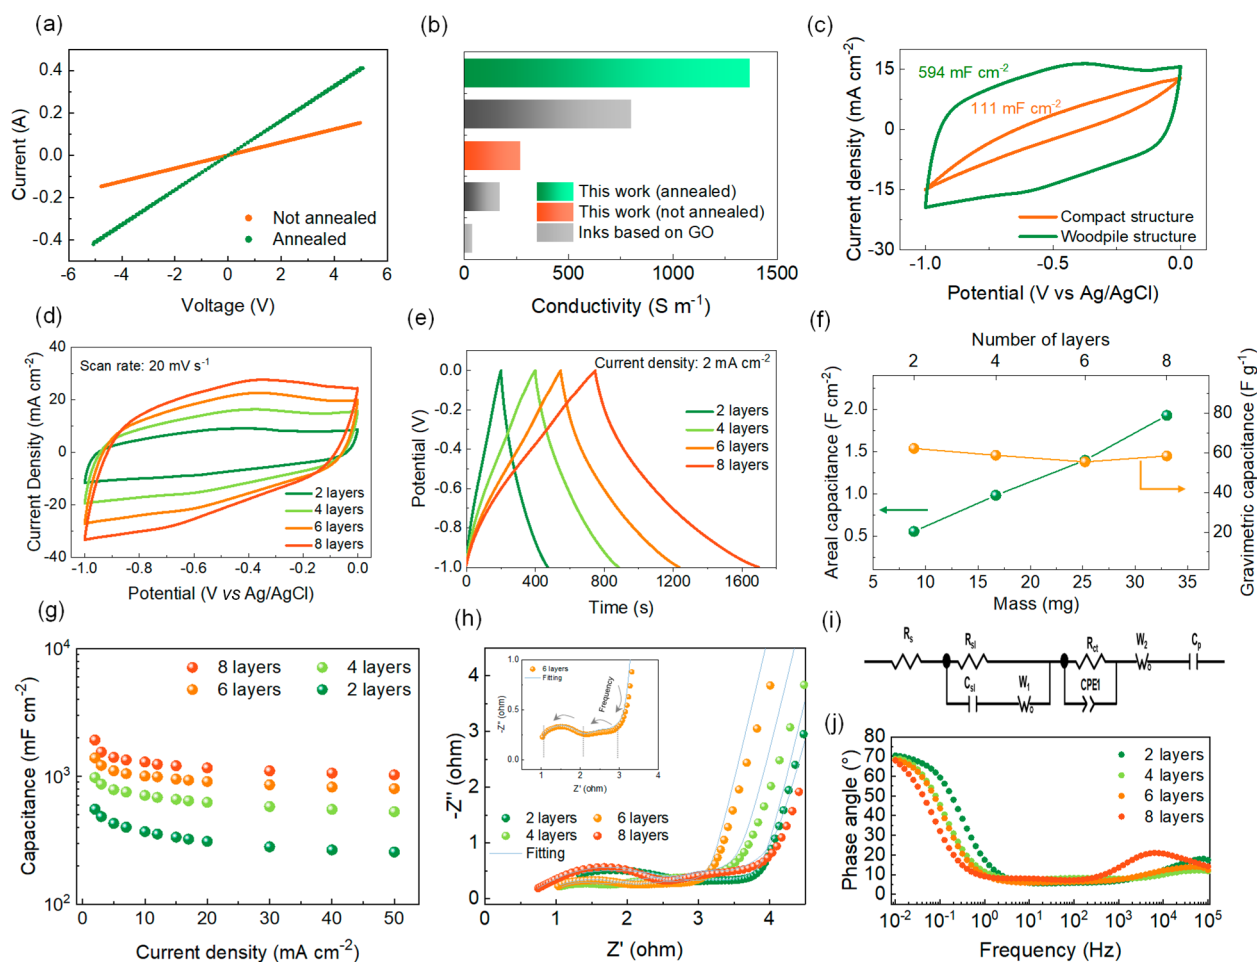 (a)
Current (A)
0.4
0.2
0.0
-0.2
-0.4
Not annealed
Annealed
-6 -4 -2 0 2 4 6
Voltage (V)
(b)
This work (annealed)
This work (not annealed)
Inks based on GO
0 500 1000 1500
Conductivity (S m-1)
(c)
Current density (mA cm-2)
15
0
-15
-30
594 mF cm-2
111 mF cm-2
Compact structure
Woodpile structure
-1.0 -0.5 0.0
Potential (V vs Ag/AgCl)
(d)
Current Density (mA cm-2)
40
20
0
-20
-40
Scan rate: 20 mV s-1
2 layers
4 layers
6 layers
8 layers
-1.0 -0.8 -0.6 -0.4 -0.2 0.0
Potential (V vs Ag/AgCl)
(e)
Potential (V)
0.0
-0.2
-0.4
-0.6
-0.8
-1.0
Current density: 2 mA cm-2
2 layers
4 layers
6 layers
8 layers
0 400 800 1200 1600
Time (s)
(f)
Number of layers
2 4 6 8
Areal capacitance (F cm-2)
2.0
1.5
1.0
0.5
Gravimetric capacitance (F g-1)
80
60
40
20
5 10 15 20 25 30 35
Mass (mg)
(g)
Capacitance (mF cm-2)
104
103
102
8 layers
4 layers
6 layers
2 layers
0 10 20 30 40 50
Current density (mA cm-2)
(h)
-Z" (ohm)
4
3
2
1
0
1.0
0.5
0.0
-Z" (ohm)
6 layers
Fitting
Frequency
0 1 2 3 4
Z' (ohm)
2 layers
6 layers
4 layers
8 layers
Fitting
0 1 2 3 4
Z' (ohm)
(i)
Rs
Rsl
Csl
W1
o
Rct
CPE1
W2
o
Cp
(j)
Phase angle (°)
80
70
60
50
40
30
20
10
0
2 layers
4 layers
6 layers
8 layers
10-2 10-1 100 101 102 103 104 105
Frequency (Hz)